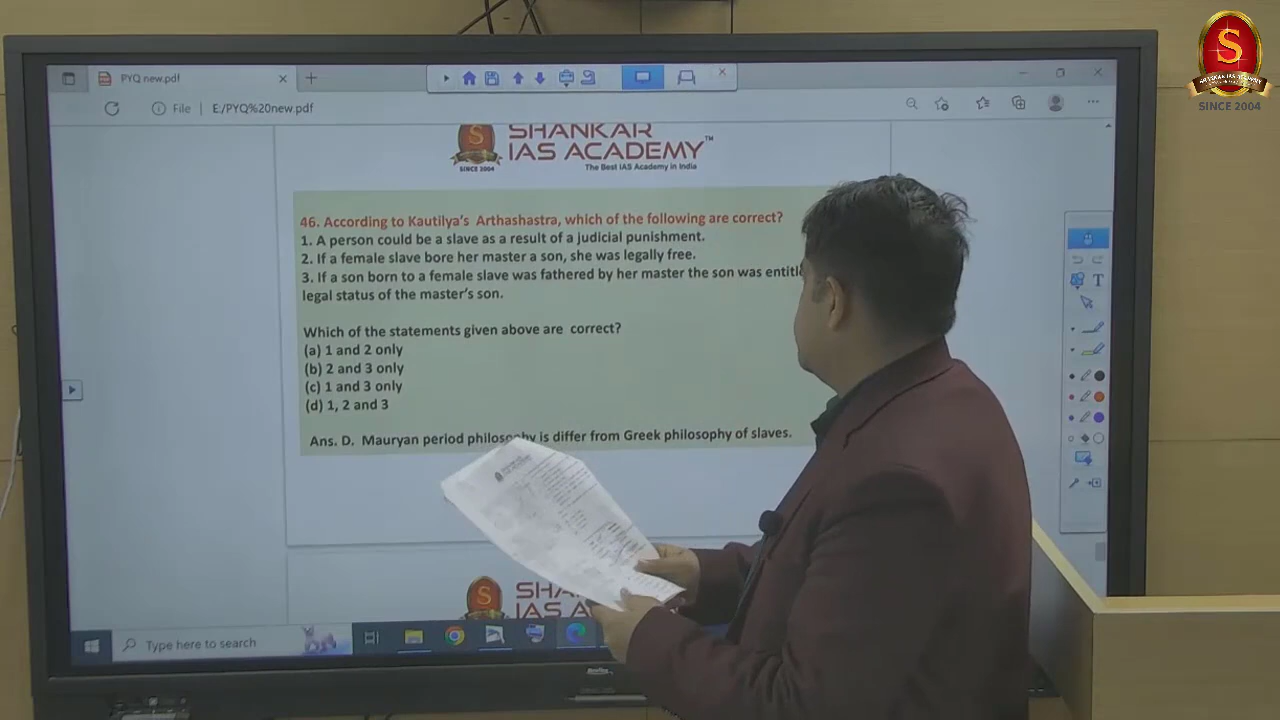 PYQ new.pdf
File | E:/PYQ%20new.pdf
S
SINCE 2004
SHANKAR
IAS ACADEMY™
SINCE 2004
The Best IAS Academy in India
46. According to Kautilya's Arthashastra, which of the following are correct?
1. A person could be a slave as a result of a judicial punishment.
2. If a female slave bore her master a son, she was legally free.
3. If a son born to a female slave was fathered by her master the son was
legal status of the master's son.
Which of the statements given above are correct?
(a) 1 and 2 only
(b) 2 and 3 only
(c) 1 and 3 only
(d) 1, 2 and 3
Ans. D. Mauryan period philosophy is differ from Greek philosophy of slaves.
T
Type here to search